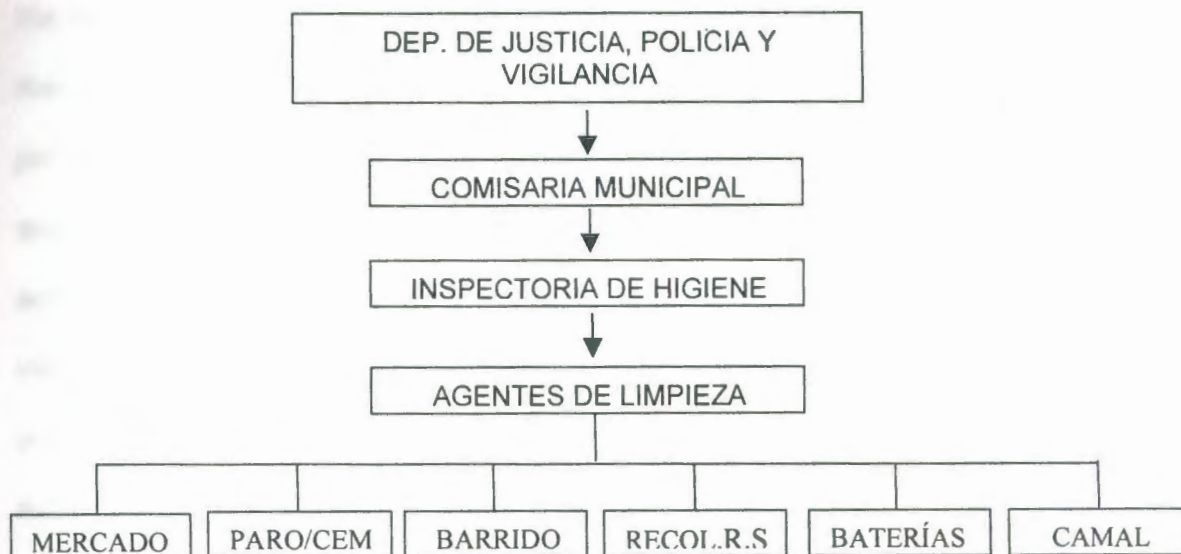 DEP. DE JUSTICIA, POLICIA Y
VIGILANCIA
COMISARIA MUNICIPAL
INSPECTORIA DE HIGIENE
AGENTES DE LIMPIEZA
MERCADO
PARO/CEM
BARRIDO
RECOL.R.S
BATERÍAS
CAMAL